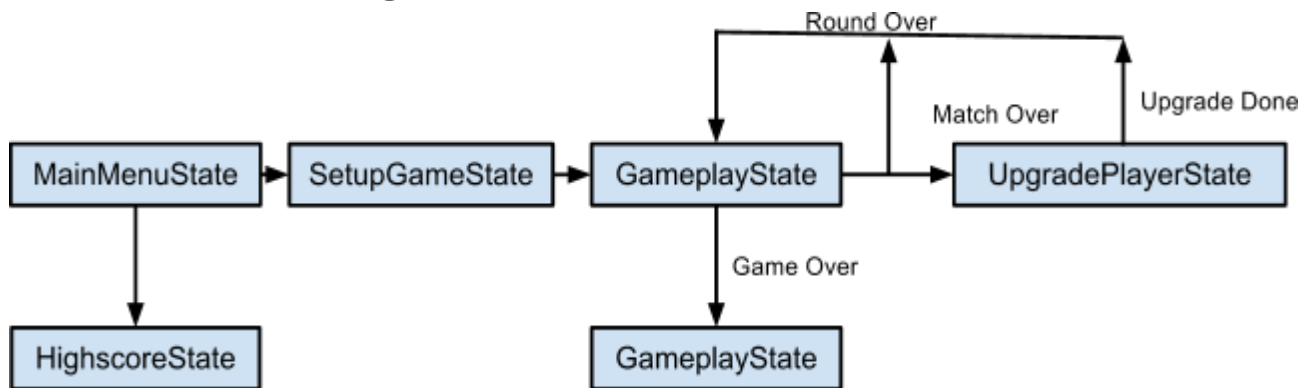 Round Over
Match Over
Upgrade Done
MainMenuState
SetupGameState
GameplayState
UpgradePlayerState
Game Over
HighscoreState
GameplayState